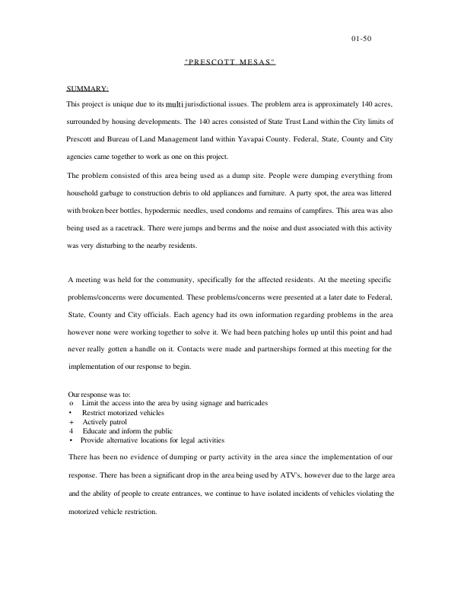 01-50
"PRESCOTT MESAS"
SUMMARY:
This project is unique due to its multi jurisdictional issues. The problem area is approximately 140 acres,
surrounded by housing developments. The 140 acres consisted of State Trust Land within the City limits of
Prescott and Bureau of Land Management land within Yavapai County. Federal, State, County and City
agencies came together to work as one on this project.
The problem consisted of this area being used as a dump site. People were dumping everything from
household garbage to construction debris to old appliances and furniture. A party spot, the area was littered
with broken beer bottles, hypodermic needles, used condoms and remains of campfires. This area was also
being used as a racetrack. There were jumps and berms and the noise and dust associated with this activity
was very disturbing to the nearby residents.
A meeting was held for the community, specifically for the affected residents. At the meeting specific
problems/concerns were documented. These problems/concerns were presented at a later date to Federal,
State, County and City officials. Each agency had its own information regarding problems in the area
however none were working together to solve it. We had been patching holes up until this point and had
never really gotten a handle on it. Contacts were made and partnerships formed at this meeting for the
implementation of our response to begin.
Our response was to:
o Limit the access into the area by using signage and barricades
• Restrict motorized vehicles
+ Actively patrol
4 Educate and inform the public
• Provide alternative locations for legal activities
There has been no evidence of dumping or party activity in the area since the implementation of our
response. There has been a significant drop in the area being used by ATV's, however due to the large area
and the ability of people to create entrances, we continue to have isolated incidents of vehicles violating the
motorized vehicle restriction.